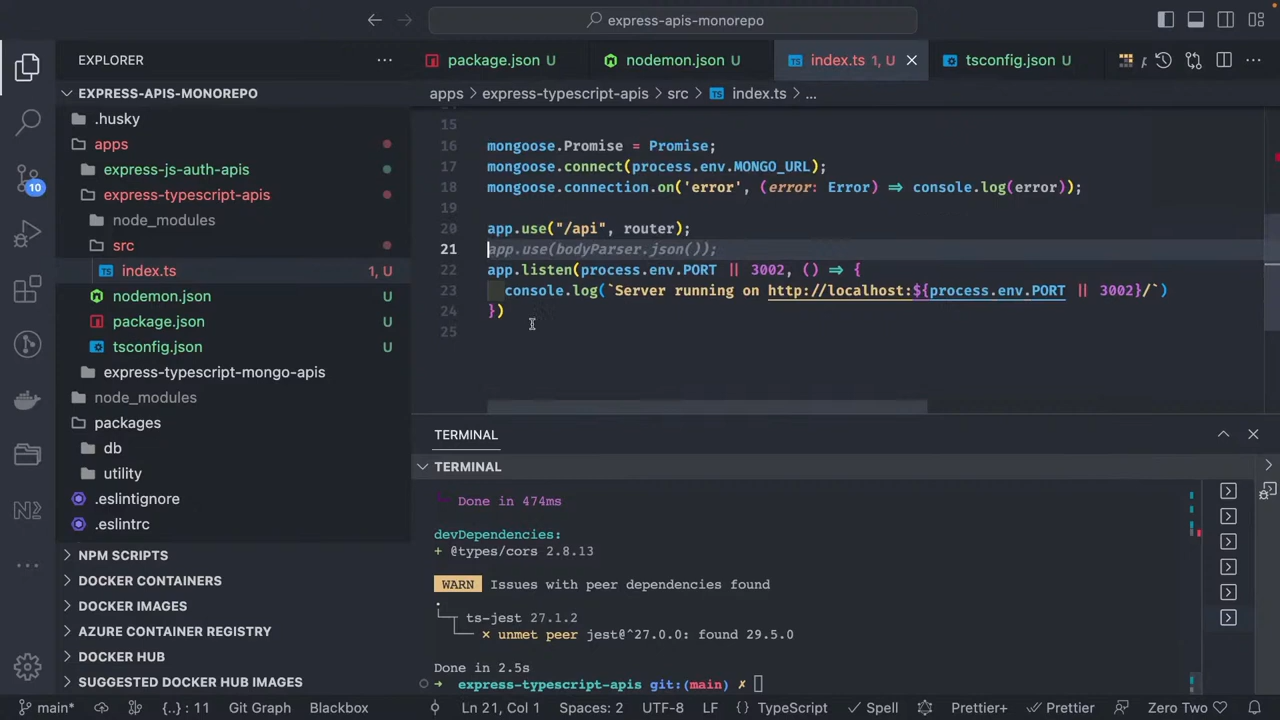 express-apis-monorepo
EXPLORER
package.json U
nodemon.json U
index.ts 1, U
tsconfig.json U
EXPRESS-APIS-MONOREPO
apps > express-typescript-apis > src > index.ts > ...
.husky
apps
express-js-auth-apis
express-typescript-apis
node_modules
src
index.ts 1, U
nodemon.json U
package.json U
tsconfig.json U
express-typescript-mongo-apis
node_modules
packages
db
utility
.eslintignore
.eslintrc
NPM SCRIPTS
DOCKER CONTAINERS
DOCKER IMAGES
AZURE CONTAINER REGISTRY
DOCKER HUB
SUGGESTED DOCKER HUB IMAGES
10
15
16 mongoose.Promise = Promise;
17 mongoose.connect(process.env.MONGO_URL);
18 mongoose.connection.on('error', (error: Error) => console.log(error));
19
20 app.use("/api", router);
21 app.use(bodyParser.json());
22 app.listen(process.env.PORT || 3002, () => {
23 console.log(`Server running on http://localhost:${process.env.PORT || 3002}/`)
24 })
25
TERMINAL
TERMINAL
Done in 474ms
devDependencies:
+ @types/cors 2.8.13
WARN Issues with peer dependencies found
.
└─┬ ts-jest 27.1.2
└── ✕ unmet peer jest@^27.0.0: found 29.5.0
Done in 2.5s
➜ express-typescript-apis git:(main) ✗
main* {..} : 11 Git Graph Blackbox Ln 21, Col 1 Spaces: 2 UTF-8 LF {} TypeScript Spell Prettier+ Prettier Zero Two